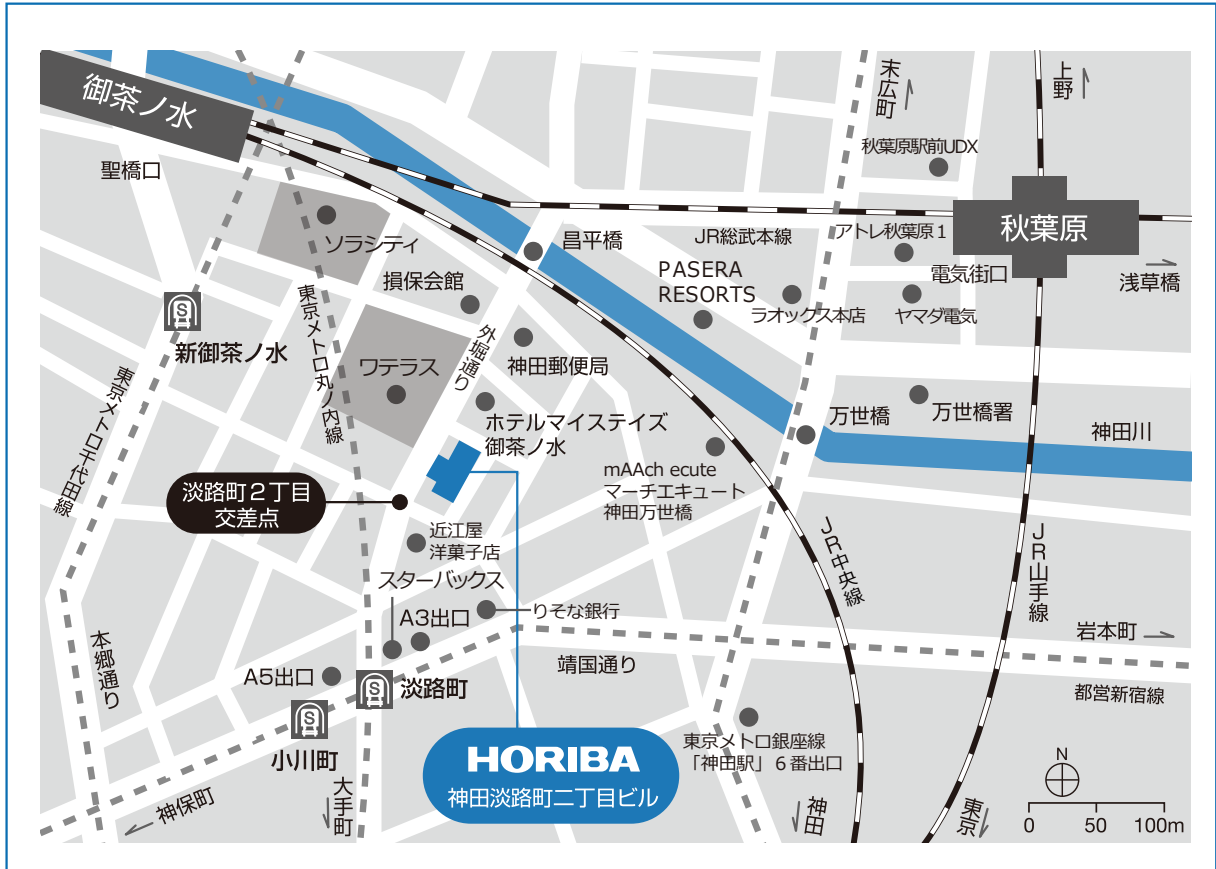 御茶ノ水
聖橋口
末広町
上野
秋葉原駅前UDX
秋葉原
ソラシティ
昌平橋
JR総武本線
アトレ秋葉原1
電気街口
浅草橋
損保会館
PASERA
RESORTS
ラオックス本店
ヤマダ電気
S
新御茶ノ水
東京メトロ丸ノ内線
外堀通り
神田郵便局
東京メトロ千代田線
ワテラス
ホテルマイステイズ
御茶ノ水
万世橋
万世橋署
神田川
mAAch ecute
マーチエキュート
神田万世橋
淡路町2丁目
交差点
近江屋
洋菓子店
スターバックス
JR中央線
JR山手線
A3出口
りそな銀行
岩本町
靖国通り
本郷通り
A5出口
S
淡路町
都営新宿線
S
小川町
HORIBA
神田淡路町二丁目ビル
東京メトロ銀座線
「神田駅」6番出口
神保町
大手町
神田
東京
N
0 50 100m